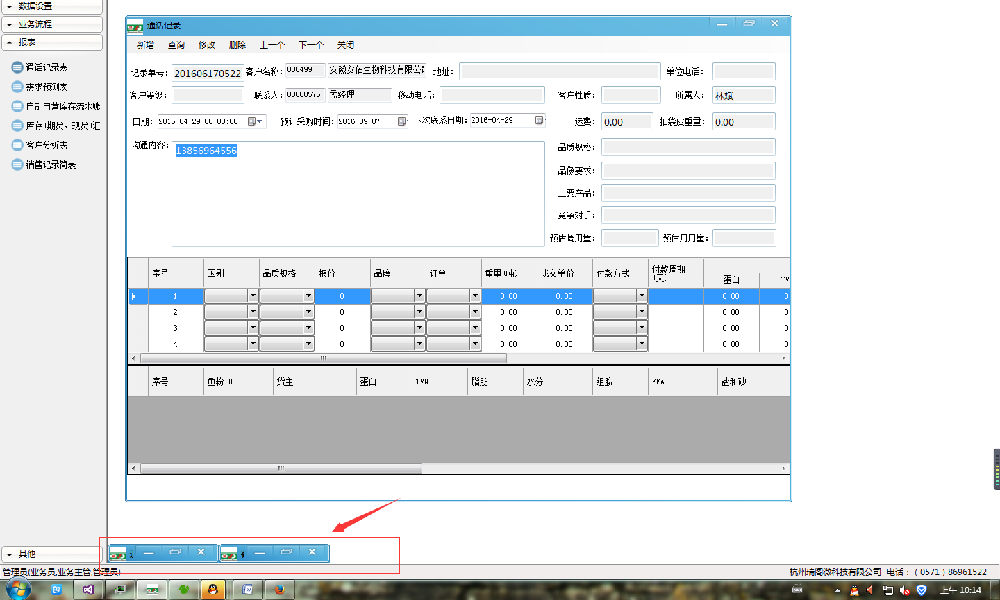 数据设置
业务流程
报表
通话记录表
需求预测表
自制自营库存流水账
库存(期货，现货)汇
客户分析表
销售记录简表
其他
通话记录
新增 查询 修改 删除 上一个 下一个 关闭
记录单号： 201606170522 客户名称： 000499 安徽安佑生物科技有限公司 地址： 单位电话：
客户等级： 联系人： 00000575 孟经理 移动电话： 客户性质： 所属人： 林斌
日期： 2016-04-29 00:00:00 预计采购时间： 2016-09-07 下次联系日期： 2016-04-29 运费： 0.00 扣袋皮重量： 0.00
沟通内容： 13856964556
品质规格：
品像要求：
主要产品：
竞争对手：
预估周用量： 预估月用量：
序号 国别 品质规格 报价 品牌 订单 重量(吨) 成交单价 付款方式 付款周期(天) 蛋白 TV
1 0 0.00 0.00 0.00 0
2 0 0.00 0.00 0.00 0
3 0 0.00 0.00 0.00 0
4 0 0.00 0.00 0.00 0
序号 鱼粉ID 货主 蛋白 TVN 脂肪 水分 组胺 FFA 盐和砂
管理员(业务员,业务主管,管理员)
杭州瑞阁微科技有限公司 电话：（0571）86961522
上午 10:14